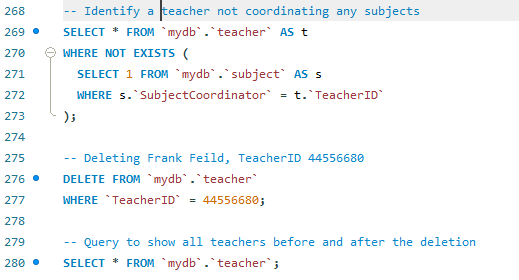 268 -- Identify a teacher not coordinating any subjects
269 SELECT * FROM `mydb`.`teacher` AS t
270 WHERE NOT EXISTS (
271 SELECT 1 FROM `mydb`.`subject` AS s
272 WHERE s.`SubjectCoordinator` = t.`TeacherID`
273 );
274
275 -- Deleting Frank Feild, TeacherID 44556680
276 DELETE FROM `mydb`.`teacher`
277 WHERE `TeacherID` = 44556680;
278
279 -- Query to show all teachers before and after the deletion
280 SELECT * FROM `mydb`.`teacher`;